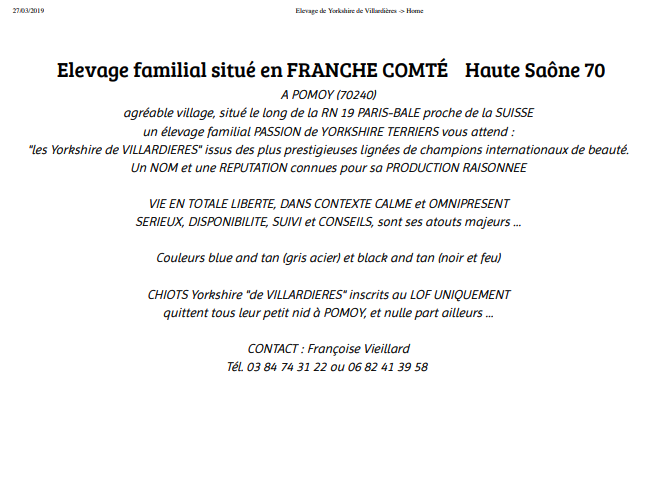 27/03/2019 Elevage de Yorkshire de Villardières -> Home
Elevage familial situé en FRANCHE COMTÉ Haute Saône 70
A POMOY (70240)
agréable village, situé le long de la RN 19 PARIS-BALE proche de la SUISSE
un élevage familial PASSION de YORKSHIRE TERRIERS vous attend :
"les Yorkshire de VILLARDIERES" issus des plus prestigieuses lignées de champions internationaux de beauté.
Un NOM et une REPUTATION connues pour sa PRODUCTION RAISONNEE
VIE EN TOTALE LIBERTE, DANS CONTEXTE CALME et OMNIPRESENT
SERIEUX, DISPONIBILITE, SUIVI et CONSEILS, sont ses atouts majeurs ...
Couleurs blue and tan (gris acier) et black and tan (noir et feu)
CHIOTS Yorkshire "de VILLARDIERES" inscrits au LOF UNIQUEMENT
quittent tous leur petit nid à POMOY, et nulle part ailleurs ...
CONTACT : Françoise Vieillard
Tél. 03 84 74 31 22 ou 06 82 41 39 58